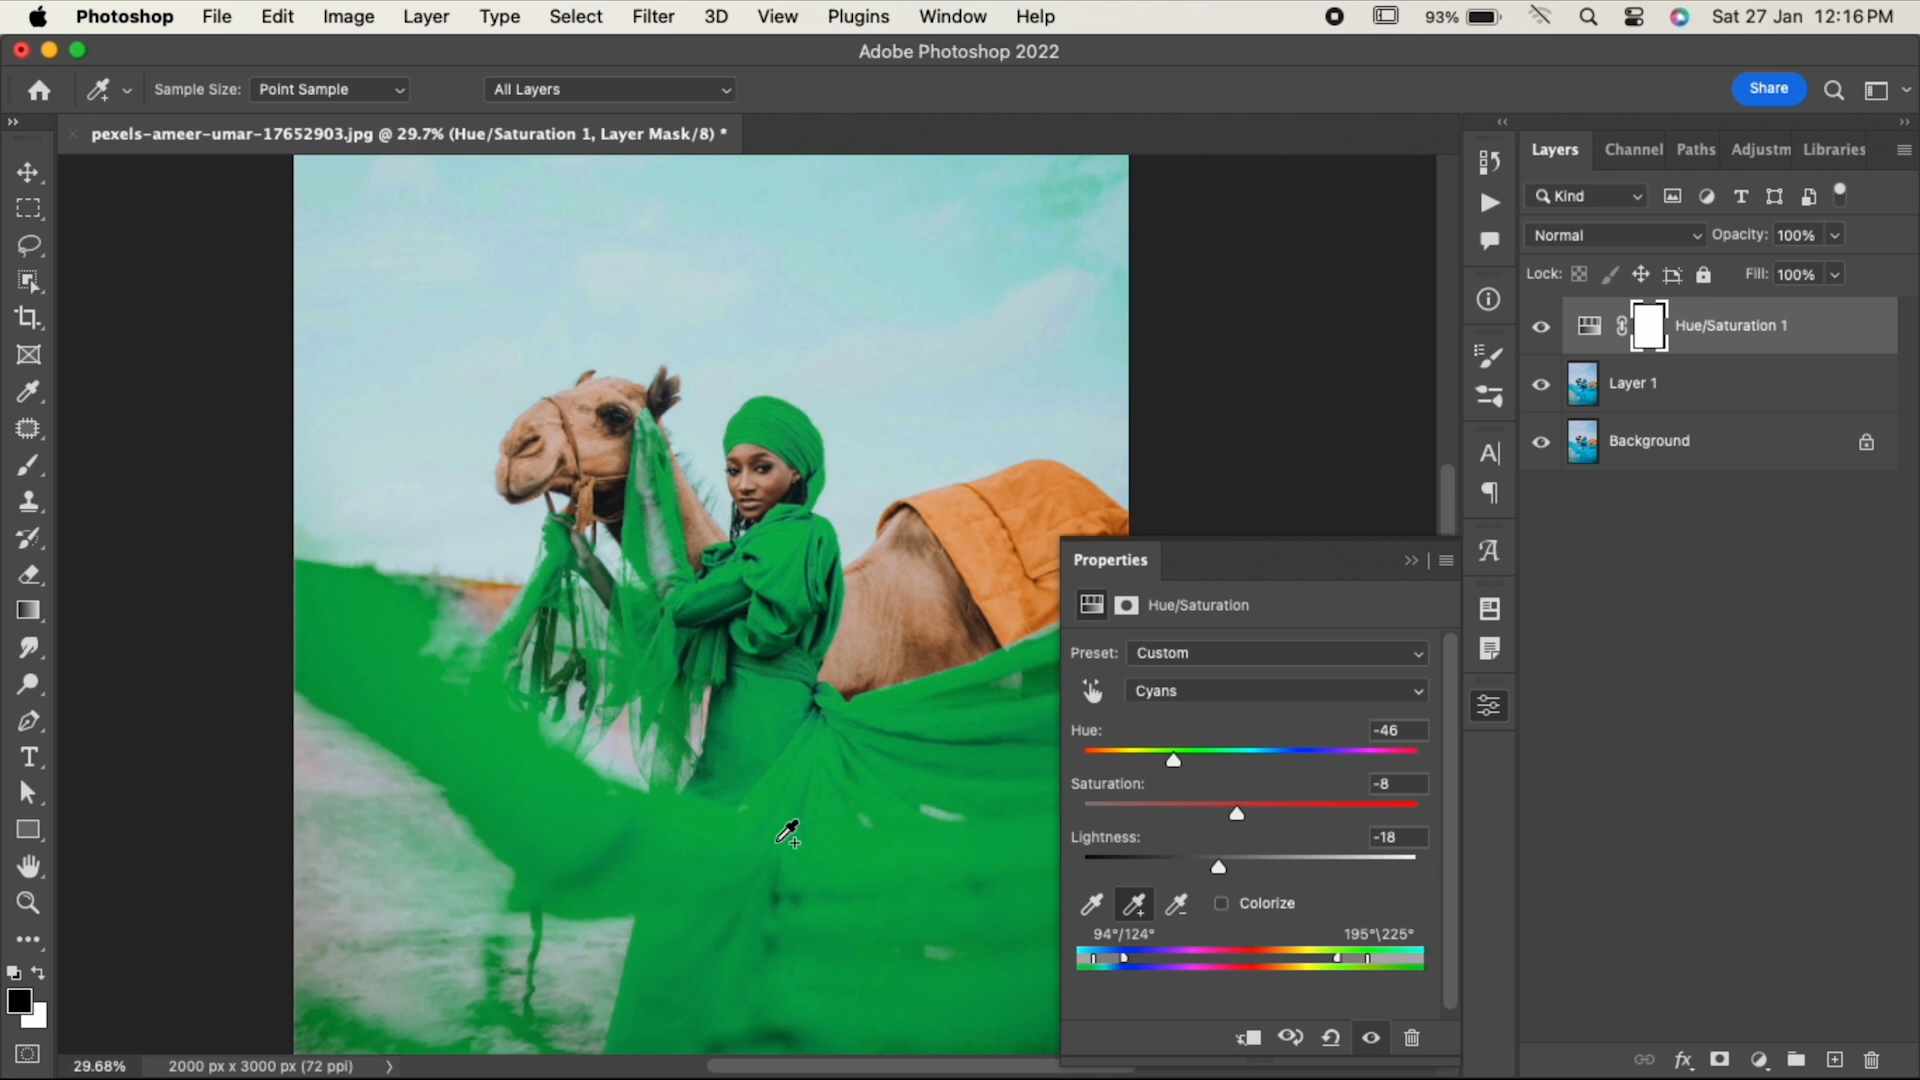 Photoshop File Edit Image Layer Type Select Filter 3D View Plugins Window Help 93% Sat 27 Jan 12:16 PM
Adobe Photoshop 2022
Sample Size: Point Sample All Layers Share
pexels-ameer-umar-17652903.jpg @ 29.7% (Hue/Saturation 1, Layer Mask/8) *
Layers Channel Paths Adjustm Libraries
Kind
Normal Opacity: 100%
Lock: Fill: 100%
Hue/Saturation 1
Layer 1
Background
Properties
Hue/Saturation
Preset: Custom
Cyans
Hue: -46
Saturation: -8
Lightness: -18
Colorize
94°/124° 195°\225°
29.68% 2000 px x 3000 px (72 ppi)